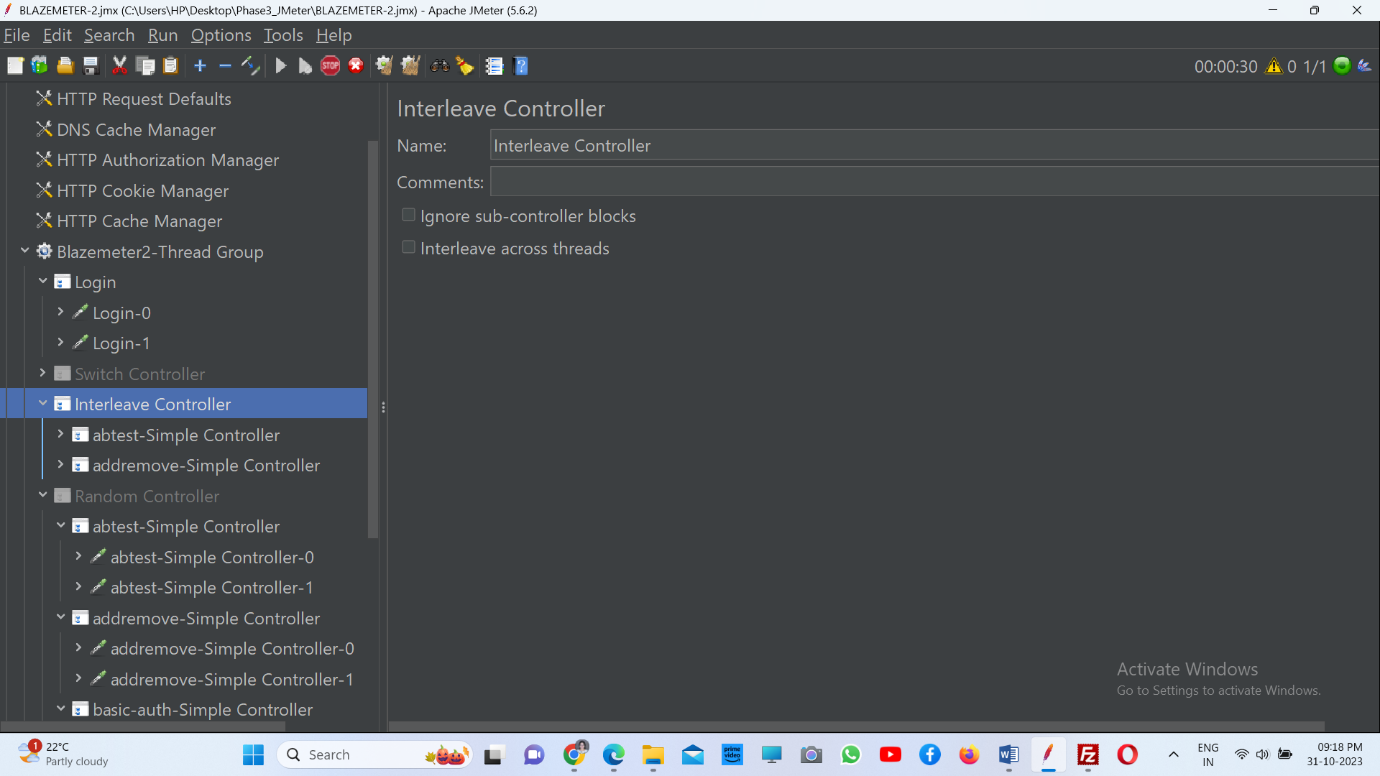 BLAZEMETER-2.jmx (C:\Users\HP\Desktop\Phase3_JMeter\BLAZEMETER-2.jmx) - Apache JMeter (5.6.2)
File Edit Search Run Options Tools Help
STOP
00:00:30 0 1/1
HTTP Request Defaults
DNS Cache Manager
HTTP Authorization Manager
HTTP Cookie Manager
HTTP Cache Manager
Blazemeter2-Thread Group
Login
Login-0
Login-1
Switch Controller
Interleave Controller
abtest-Simple Controller
addremove-Simple Controller
Random Controller
abtest-Simple Controller
abtest-Simple Controller-0
abtest-Simple Controller-1
addremove-Simple Controller
addremove-Simple Controller-0
addremove-Simple Controller-1
basic-auth-Simple Controller
Interleave Controller
Name: Interleave Controller
Comments:
Ignore sub-controller blocks
Interleave across threads
Activate Windows
Go to Settings to activate Windows.
1
22°C
Partly cloudy
Search
prime video
ENG
IN
09:18 PM
31-10-2023